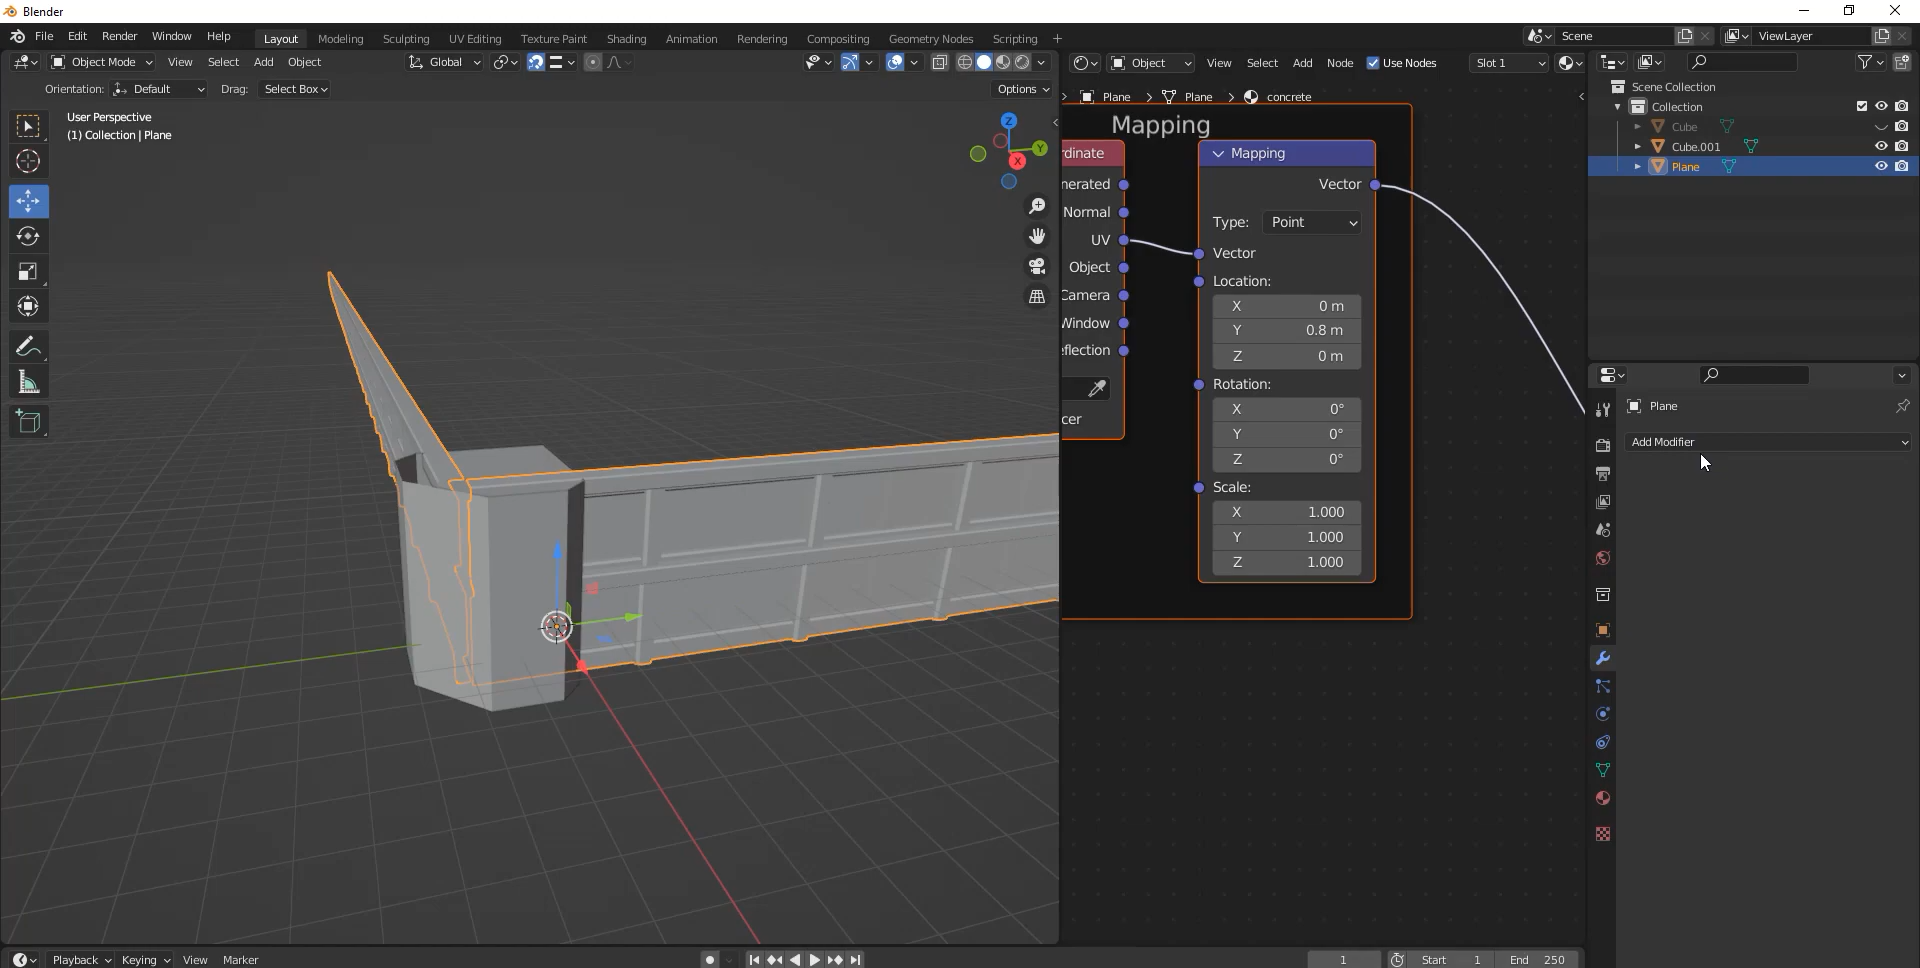 Blender
File Edit Render Window Help Layout Modeling Sculpting UV Editing Texture Paint Shading Animation Rendering Compositing Geometry Nodes Scripting + Scene ViewLayer
Object Mode View Select Add Object Global Object View Select Add Node Use Nodes Slot 1
Orientation: Default Drag: Select Box Options Plane Plane concrete
User Perspective
(1) Collection | Plane
Z
Y
X
Mapping
rdinate
nerated
Normal
UV
Object
Camera
Window
eflection
cer
Mapping
Vector
Type: Point
Vector
Location:
X 0 m
Y 0.8 m
Z 0 m
Rotation:
X 0°
Y 0°
Z 0°
Scale:
X 1.000
Y 1.000
Z 1.000
Scene Collection
Collection
Cube
Cube.001
Plane
Plane
Add Modifier
Playback Keying View Marker 1 Start 1 End 250